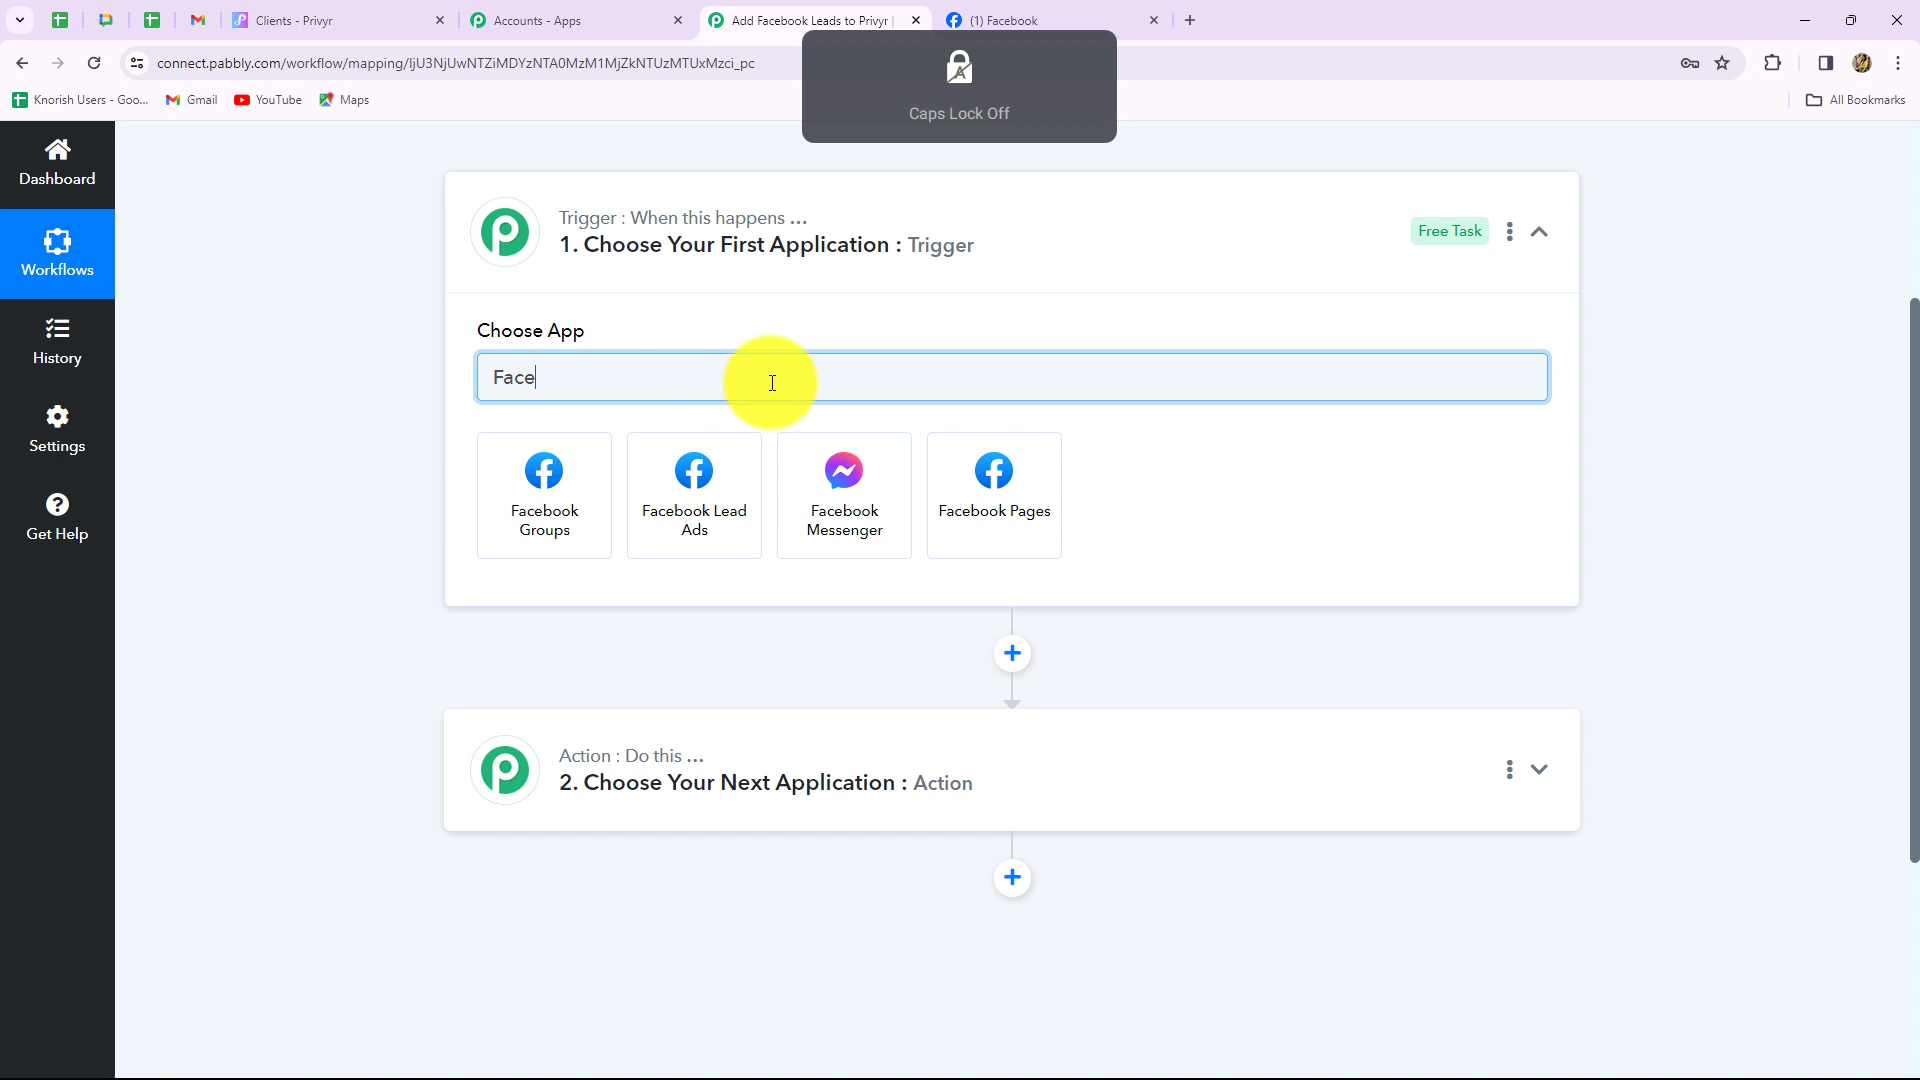 Clients - Privyr
Accounts - Apps
Add Facebook Leads to Privyr |
(1) Facebook
connect.pabbly.com/workflow/mapping/IjU3NjUwNTZiMDYzNTA0MzM1MjZkNTUzMTUxMzci_pc
Caps Lock Off
Knorish Users - Goo...
Gmail
YouTube
Maps
All Bookmarks
Dashboard
Workflows
History
Settings
Get Help
Trigger : When this happens ...
1. Choose Your First Application : Trigger
Free Task
Choose App
Face
Facebook
Groups
Facebook Lead
Ads
Facebook
Messenger
Facebook Pages
Action : Do this ...
2. Choose Your Next Application : Action